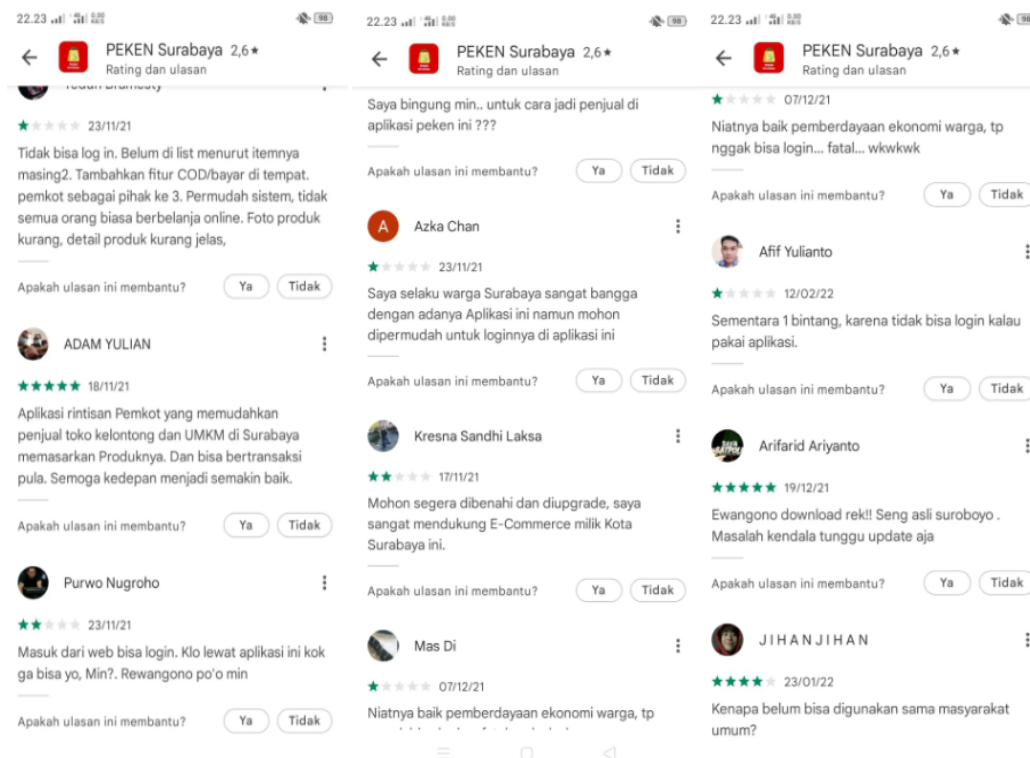 22.23
98
PEKEN Surabaya 2,6★
Rating dan ulasan
23/11/21
Tidak bisa log in. Belum di list menurut itemnya
masing2. Tambahkan fitur COD/bayar di tempat.
pemkot sebagai pihak ke 3. Permudah sistem, tidak
semua orang biasa berbelanja online. Foto produk
kurang, detail produk kurang jelas,
Apakah ulasan ini membantu?
Ya
Tidak
ADAM YULIAN
18/11/21
Aplikasi rintisan Pemkot yang memudahkan
penjual toko kelontong dan UMKM di Surabaya
memasarkan Produknya. Dan bisa bertransaksi
pula. Semoga kedepan menjadi semakin baik.
Apakah ulasan ini membantu?
Ya
Tidak
Purwo Nugroho
23/11/21
Masuk dari web bisa login. Klo lewat aplikasi ini kok
ga bisa yo, Min?. Rewangono po'o min
Apakah ulasan ini membantu?
Ya
Tidak
22.23
98
PEKEN Surabaya 2,6★
Rating dan ulasan
Saya bingung min.. untuk cara jadi penjual di
aplikasi peken ini ???
Apakah ulasan ini membantu?
Ya
Tidak
A
Azka Chan
23/11/21
Saya selaku warga Surabaya sangat bangga
dengan adanya Aplikasi ini namun mohon
dipermudah untuk loginnya di aplikasi ini
Apakah ulasan ini membantu?
Ya
Tidak
Kresna Sandhi Laksa
17/11/21
Mohon segera dibenahi dan diupgrade, saya
sangat mendukung E-Commerce milik Kota
Surabaya ini.
Apakah ulasan ini membantu?
Ya
Tidak
Mas Di
07/12/21
Niatnya baik pemberdayaan ekonomi warga, tp
22.23
98
PEKEN Surabaya 2,6★
Rating dan ulasan
07/12/21
Niatnya baik pemberdayaan ekonomi warga, tp
nggak bisa login... fatal... wkwkwk
Apakah ulasan ini membantu?
Ya
Tidak
Afif Yulianto
12/02/22
Sementara 1 bintang, karena tidak bisa login kalau
pakai aplikasi.
Apakah ulasan ini membantu?
Ya
Tidak
Arifarid Ariyanto
19/12/21
Ewangono download rek!! Seng asli suroboyo .
Masalah kendala tunggu update aja
Apakah ulasan ini membantu?
Ya
Tidak
J I H A N J I H A N
23/01/22
Kenapa belum bisa digunakan sama masyarakat
umum?